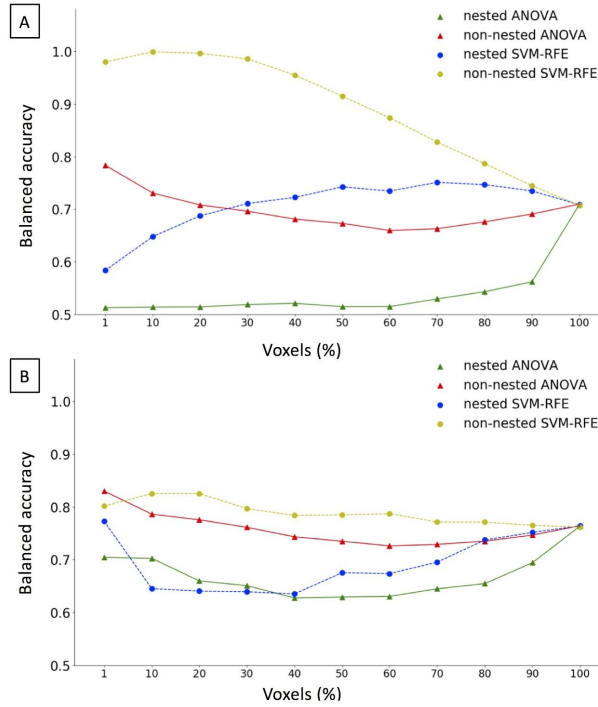 A
nested ANOVA
non-nested ANOVA
nested SVM-RFE
non-nested SVM-RFE
Balanced accuracy
1.0
0.9
0.8
0.7
0.6
0.5
1 10 20 30 40 50 60 70 80 90 100
Voxels (%)
B
nested ANOVA
non-nested ANOVA
nested SVM-RFE
non-nested SVM-RFE
Balanced accuracy
1.0
0.9
0.8
0.7
0.6
0.5
1 10 20 30 40 50 60 70 80 90 100
Voxels (%)